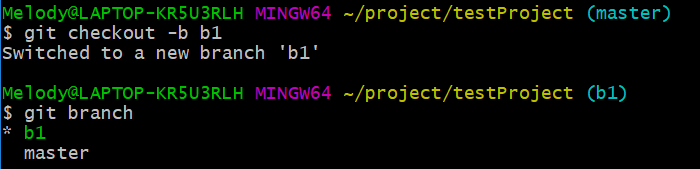 Melody@LAPTOP-KR5U3RLH MINGW64 ~/project/testProject (master)
$ git checkout -b b1
Switched to a new branch 'b1'
Melody@LAPTOP-KR5U3RLH MINGW64 ~/project/testProject (b1)
$ git branch
* b1
  master